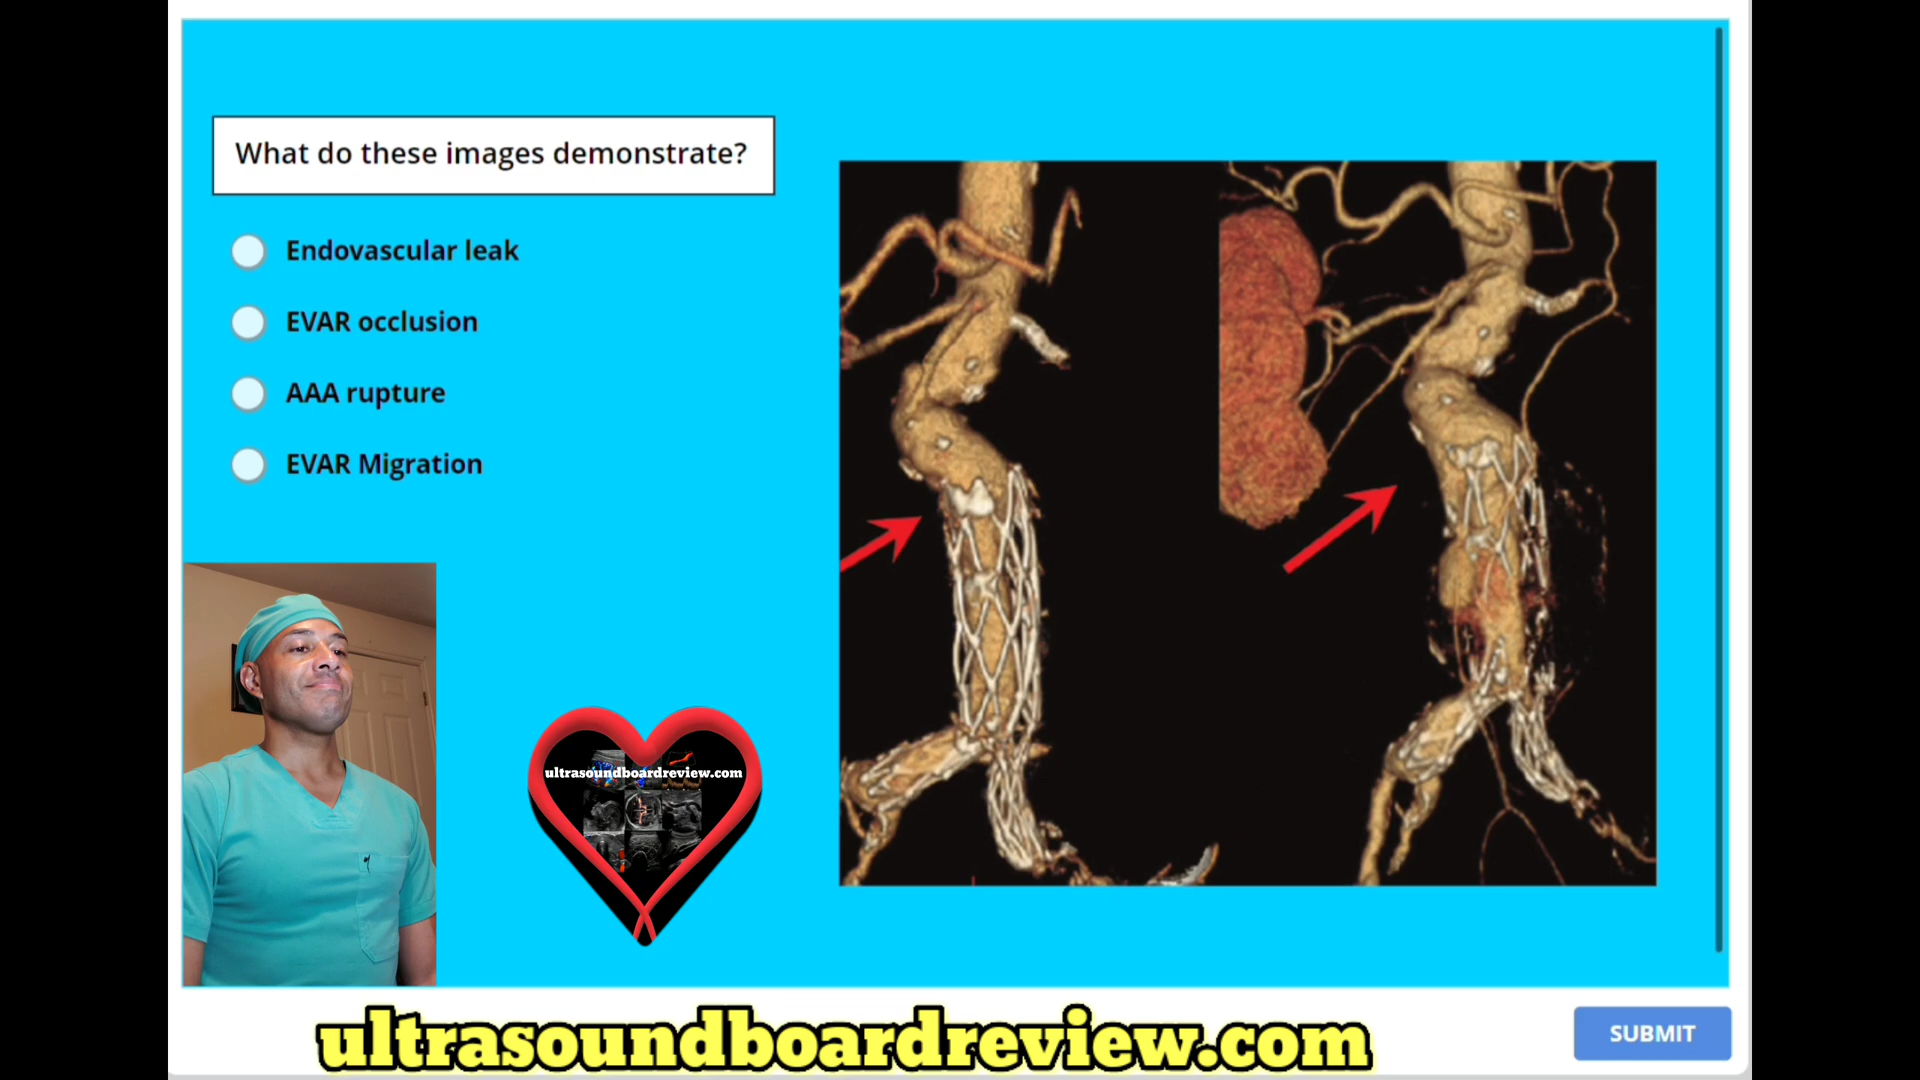 What do these images demonstrate?
Endovascular leak
EVAR occlusion
AAA rupture
EVAR Migration
ultrasoundboardreview.com
ultrasoundboardreview.com
SUBMIT